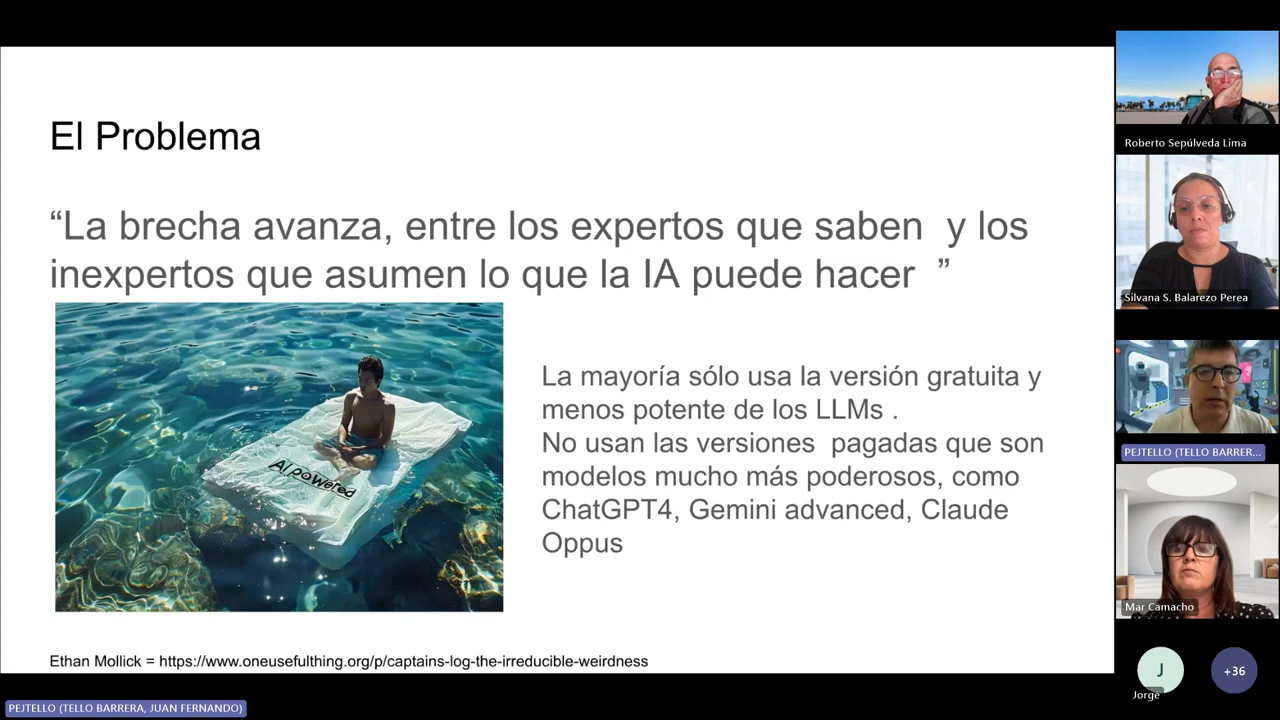 El Problema
“La brecha avanza, entre los expertos que saben  y los
inexpertos que asumen lo que la IA puede hacer  ”
AI powered
La mayoría sólo usa la versión gratuita y
menos potente de los LLMs .
No usan las versiones  pagadas que son
modelos mucho más poderosos, como
ChatGPT4, Gemini advanced, Claude
Oppus
Ethan Mollick = https://www.oneusefulthing.org/p/captains-log-the-irreducible-weirdness
PEJTELLO (TELLO BARRERA, JUAN FERNANDO)
Roberto Sepúlveda Lima
Silvana S. Balarezo Perea
PEJTELLO (TELLO BARRER...
Mar Camacho
J
Jorge
+36